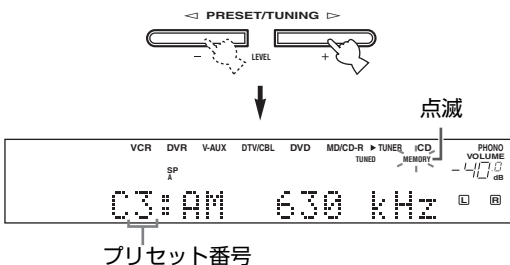 ◁ PRESET/TUNING ▷
− LEVEL +
点滅
VCR DVR V-AUX DTV/CBL DVD MD/CD-R ▶ TUNER CD PHONO
TUNED MEMORY VOLUME
SP
A
-40.0 dB
C3:AM 630 kHz L R
プリセット番号